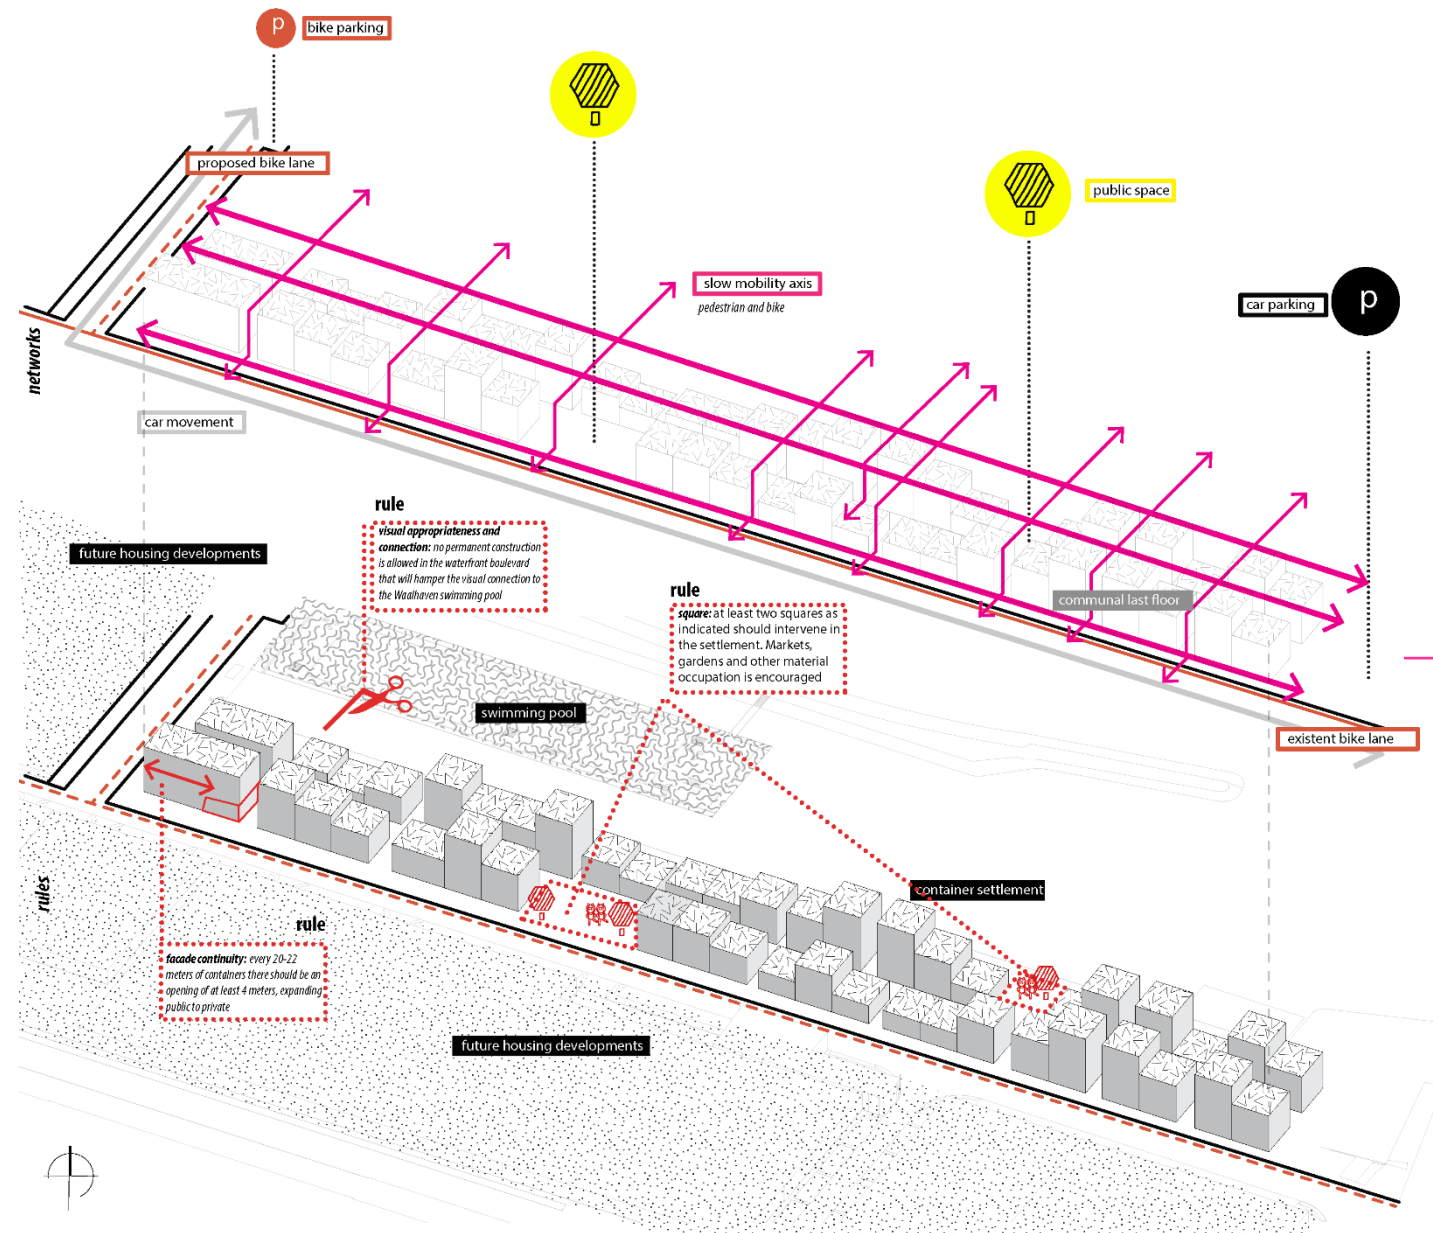 p
bike parking
proposed bike lane
public space
slow mobility axis
pedestrian and bike
car parking
p
networks
car movement
communal last floor
existent bike lane
rule
visual appropriateness and
connection: no permanent construction
is allowed in the waterfront boulevard
that will hamper the visual connection to
the Waalhaven swimming pool
future housing developments
rule
square: at least two squares as
indicated should intervene in
the settlement. Markets,
gardens and other material
occupation is encouraged
swimming pool
container settlement
rules
rule
facade continuity: every 20-22
meters of containers there should be an
opening of at least 4 meters, expanding
public to private
future housing developments